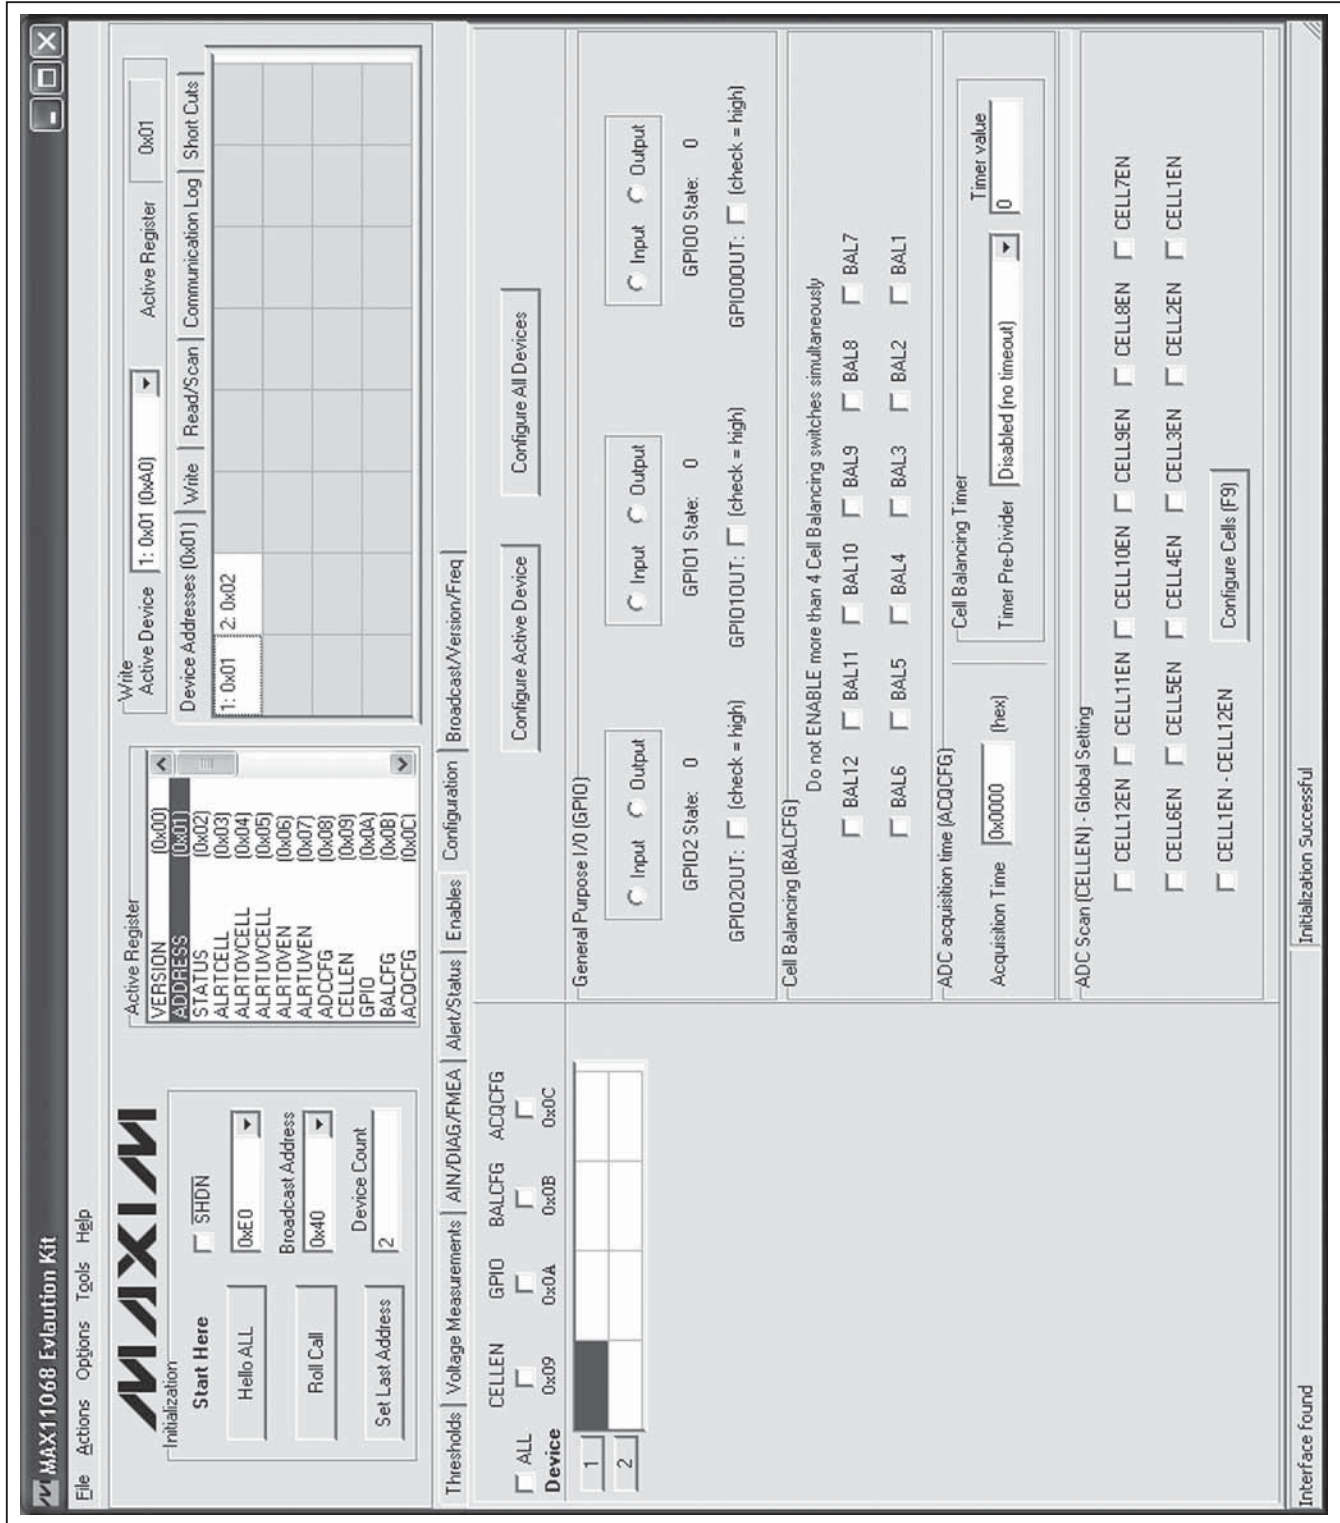 MAX11068 Evlaution Kit
File Actions Options Tools Help
MAXIM
Initialization
Start Here
SHDN
Hello ALL
0xE0
Broadcast Address
Roll Call
0x40
Device Count
Set Last Address
2
Active Register
VERSION (0x00)
ADDRESS (0x01)
STATUS (0x02)
ALRTCELL (0x03)
ALRTOVCELL (0x04)
ALRTUVCELL (0x05)
ALRTOVEN (0x06)
ALRTUVEN (0x07)
ADCCFG (0x08)
CELLEN (0x09)
GPIO (0x0A)
BALCFG (0x0B)
ACQCFG (0x0C)
Write
Active Device 1: 0x01 (0xA0) Active Register 0x01
Device Addresses (0x01) Write Read/Scan Communication Log Short Cuts
1: 0x01 2: 0x02
Thresholds Voltage Measurements AIN/DIAG/FMEA Alert/Status Enables Configuration Broadcast/Version/Freq
CELLEN GPIO BALCFG ACQCFG
ALL
Device 0x09 0x0A 0x0B 0x0C
1
2
Configure Active Device Configure All Devices
General Purpose I/O (GPIO)
Input Output Input Output Input Output
GPIO2 State: 0 GPIO1 State: 0 GPIO0 State: 0
GPIO2OUT: (check = high) GPIO1OUT: (check = high) GPIO0OUT: (check = high)
Cell Balancing (BALCFG)
Do not ENABLE more than 4 Cell Balancing switches simultaneously
BAL12 BAL11 BAL10 BAL9 BAL8 BAL7
BAL6 BAL5 BAL4 BAL3 BAL2 BAL1
ADC acquisition time (ACQCFG)
Acquisition Time 0x0000 (hex)
Cell Balancing Timer
Timer Pre-Divider Disabled (no timeout)
Timer value
0
ADC Scan (CELLEN) - Global Setting
CELL12EN CELL11EN CELL10EN CELL9EN CELL8EN CELL7EN
CELL6EN CELL5EN CELL4EN CELL3EN CELL2EN CELL1EN
CELL1EN - CELL12EN Configure Cells (F9)
Interface Found Initialization Successful